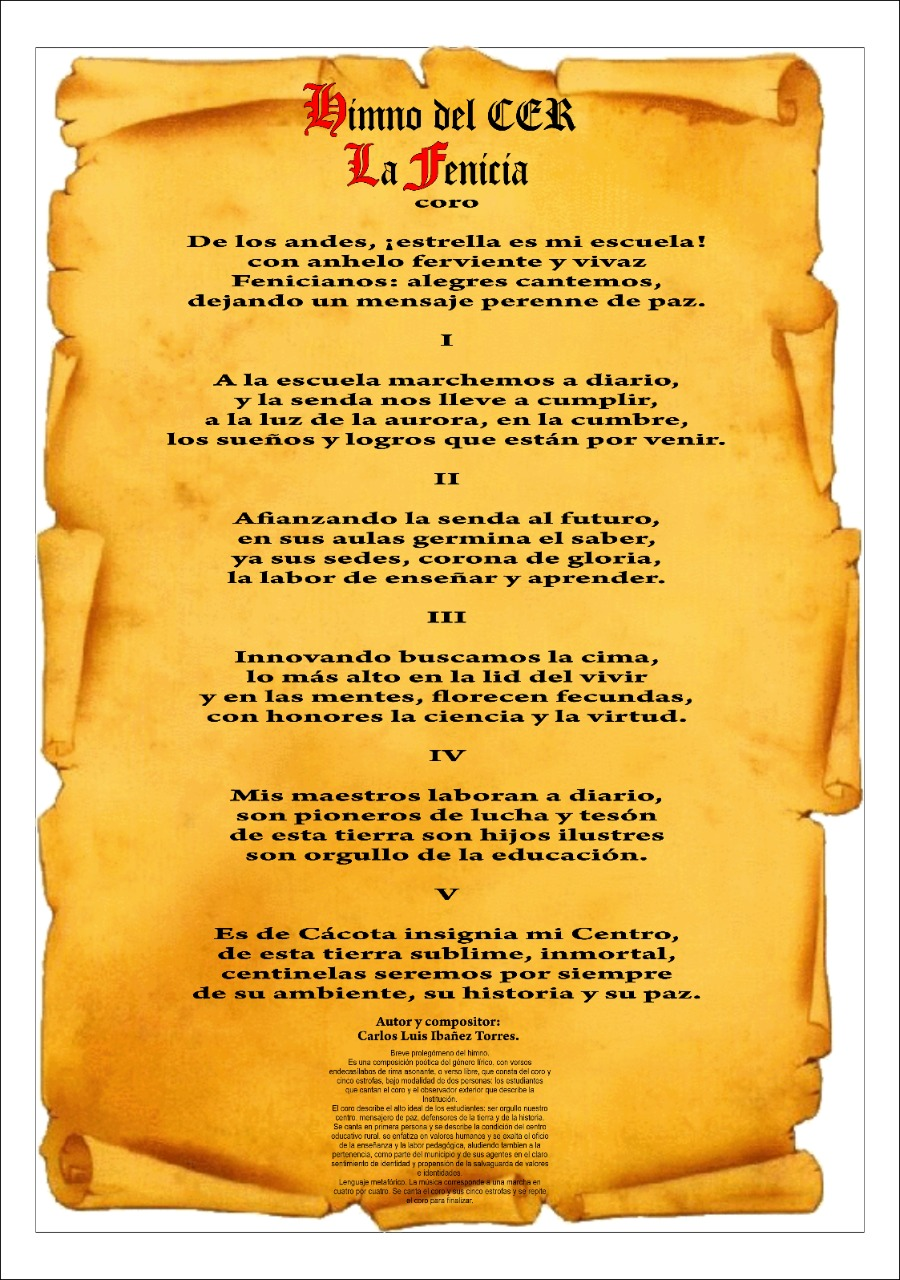 Himno del CER
La Fenicia
coro
De los andes, ¡estrella es mi escuela!
con anhelo ferviente y vivaz
Fenicianos: alegres cantemos,
dejando un mensaje perenne de paz.
I
A la escuela marchemos a diario,
y la senda nos lleve a cumplir,
a la luz de la aurora, en la cumbre,
los sueños y logros que están por venir.
II
Afianzando la senda al futuro,
en sus aulas germina el saber,
ya sus sedes, corona de gloria,
la labor de enseñar y aprender.
III
Innovando buscamos la cima,
lo más alto en la lid del vivir
y en las mentes, florecen fecundas,
con honores la ciencia y la virtud.
IV
Mis maestros laboran a diario,
son pioneros de lucha y tesón
de esta tierra son hijos ilustres
son orgullo de la educación.
V
Es de Cácota insignia mi Centro,
de esta tierra sublime, inmortal,
centinelas seremos por siempre
de su ambiente, su historia y su paz.
Autor y compositor:
Carlos Luis Ibañez Torres.
Breve prolegómeno del himno.
Es una composición poética del género lírico, con versos
endecasílabos de rima asonante, o verso libre, que consta del coro y
cinco estrofas, bajo modalidad de dos personas: los estudiantes
que cantan el coro y el observador exterior que describe la
Institución.
El coro describe el alto ideal de los estudiantes: ser orgullo nuestro
centro, mensajero de paz, defensores de la tierra y de la historia.
Se canta en primera persona y se describe la condición del centro
educativo rural, se enfatiza en valores humanos y se exalta el oficio
de la enseñanza y la labor pedagógica, aludiendo tambien a la
pertenencia, como parte del municipio y de sus agentes en el claro
sentimiento de identidad y propensión de la salvaguarda de valores
e identidades.
Lenguaje metafórico. La música corresponde a una marcha en
cuatro por cuatro. Se canta el coro y sus cinco estrofas y se repite
el coro para finalizar.